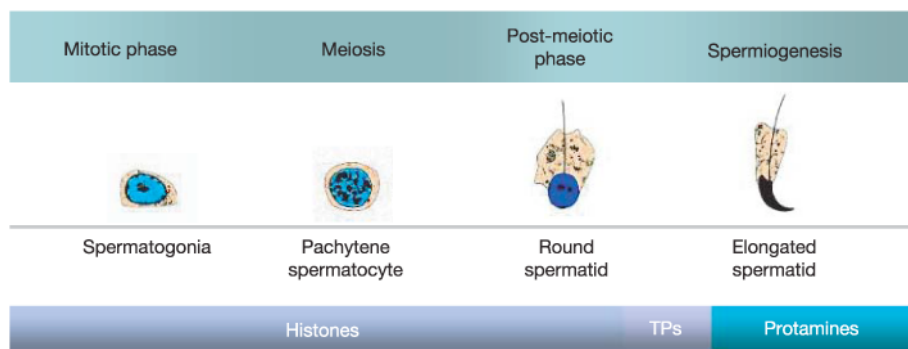 Mitotic phase
Meiosis
Post-meiotic
phase
Spermiogenesis
Spermatogonia
Pachytene
spermatocyte
Round
spermatid
Elongated
spermatid
Histones
TPs
Protamines